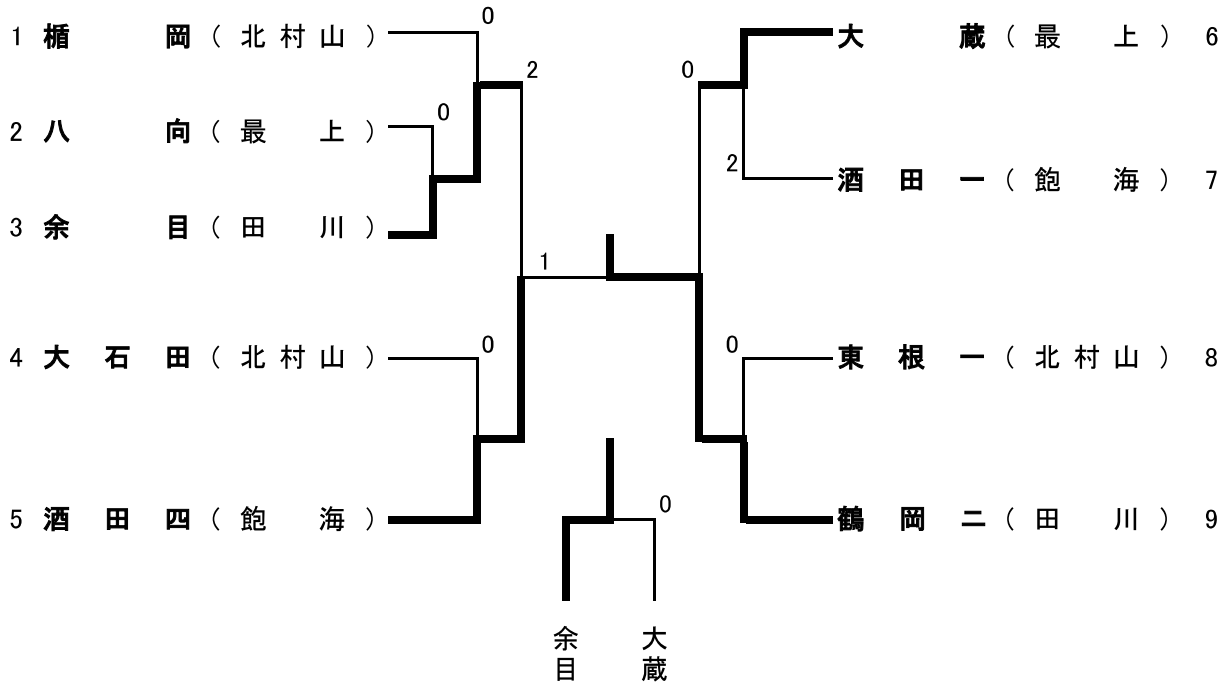 1 楯岡(北村山)
0
2
2 八向(最上)
0
3 余目(田川)
1
4 大石田(北村山)
0
5 酒田四(飽海)
大蔵(最上) 6
0
2
酒田一(飽海) 7
0
東根一(北村山) 8
鶴岡二(田川) 9
0
余目
大蔵